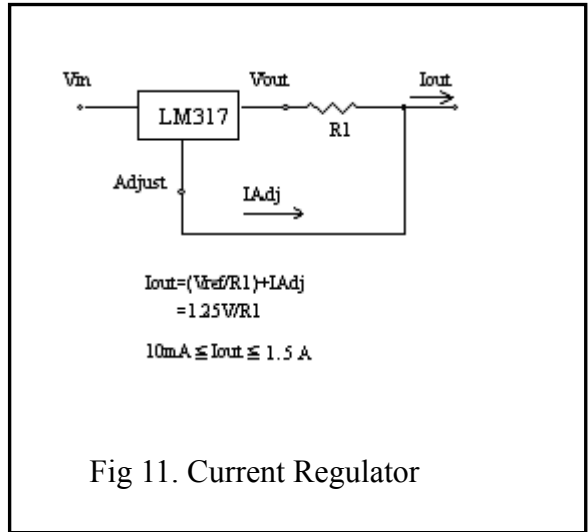 Vin Vout Iout
LM317
R1
Adjust
IAdj
Iout=(Vref/R1)+IAdj
=1.25V/R1
10mA ≦ Iout ≦ 1.5 A
Fig 11. Current Regulator